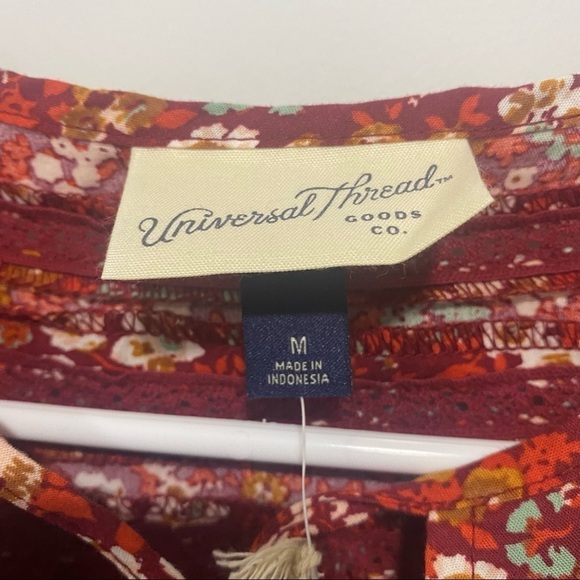 Universal Thread™
GOODS
CO.
M
MADE IN
INDONESIA